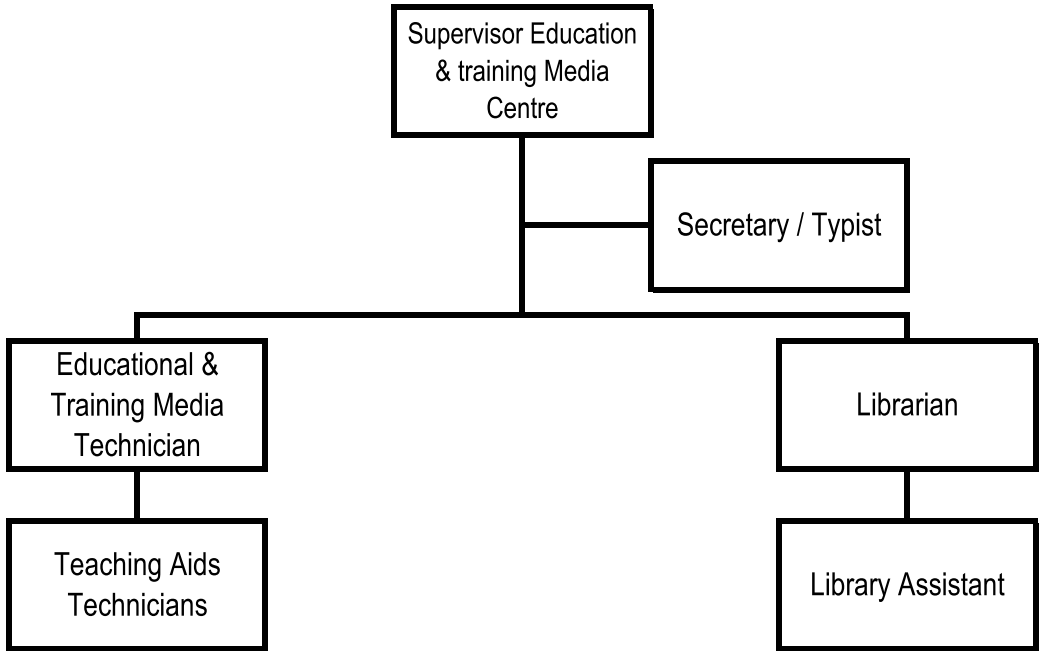 Supervisor Education
& training Media
Centre
Secretary / Typist
Educational &
Training Media
Technician
Librarian
Teaching Aids
Technicians
Library Assistant